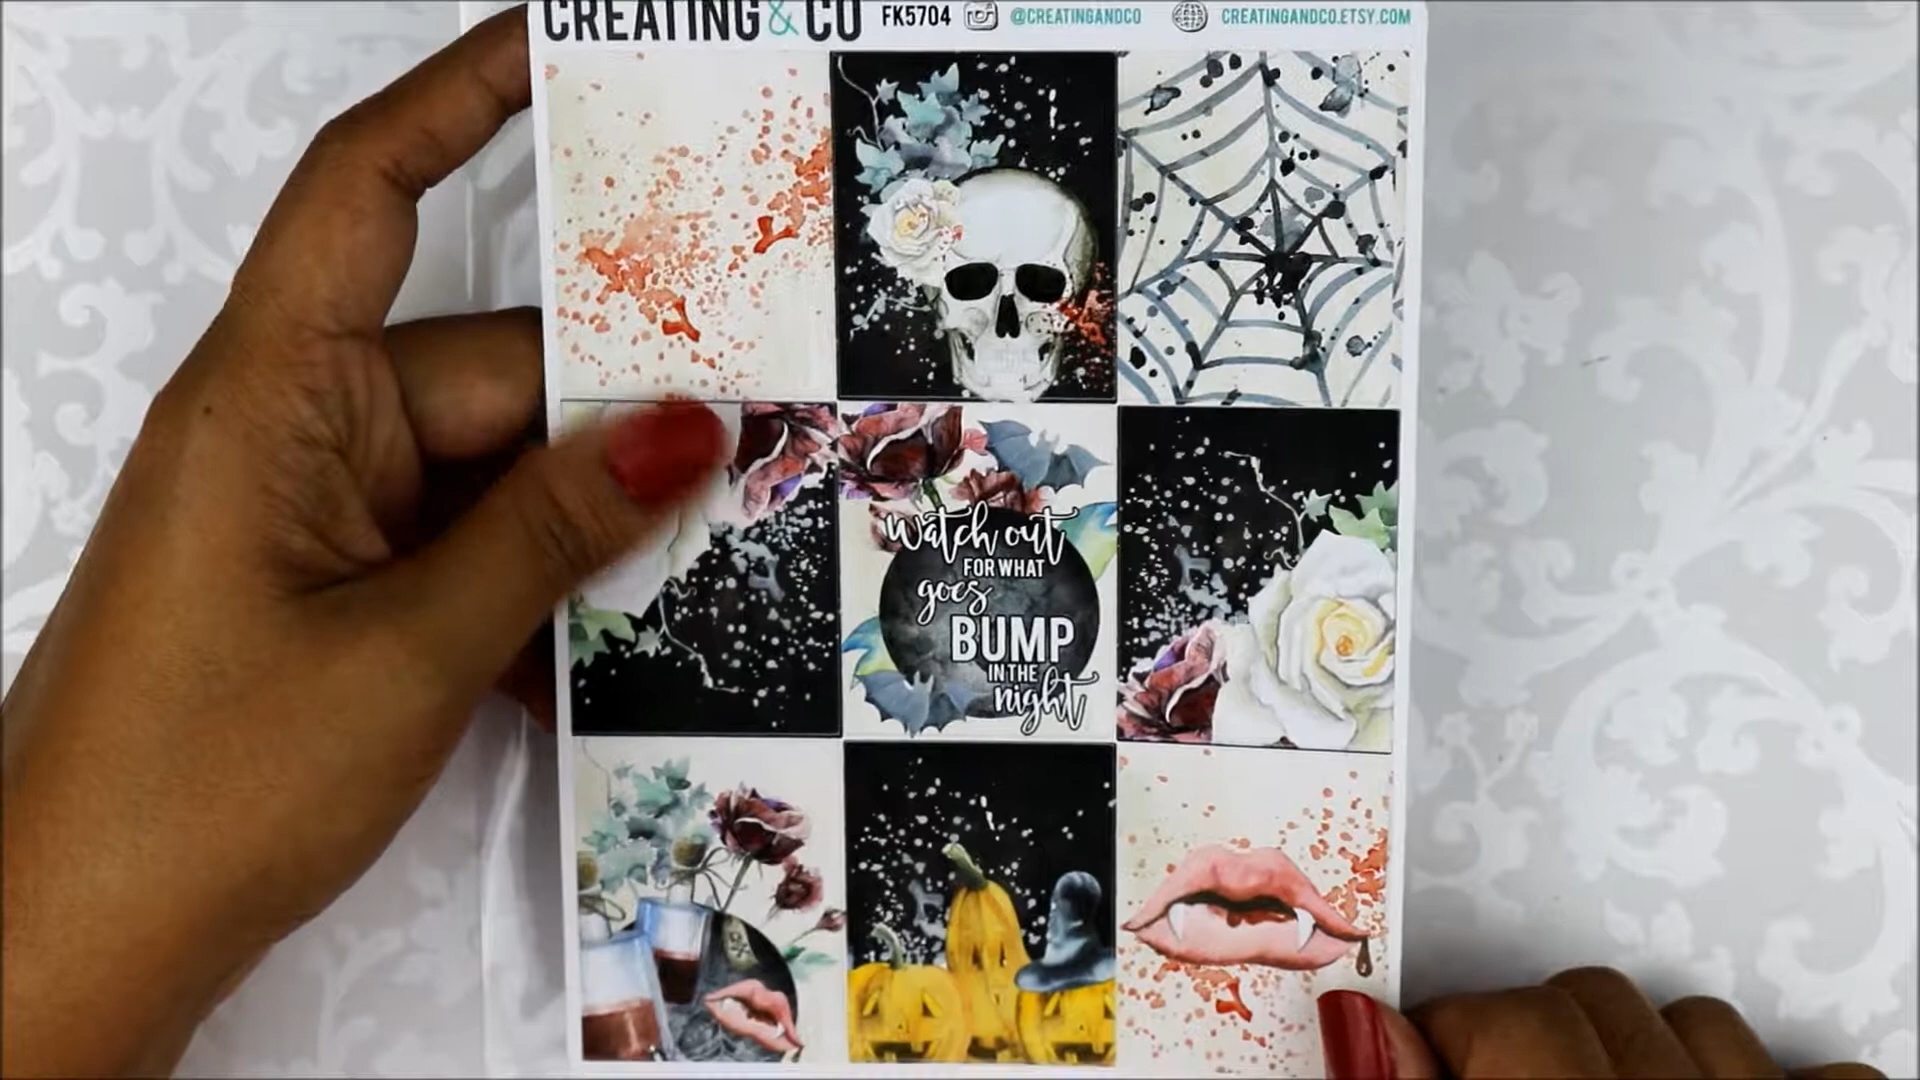 CREATING & CO FK5704 @CREATINGANDCO CREATINGANDCO.ETSY.COM
Watch out
FOR WHAT
goes
BUMP
IN THE
night